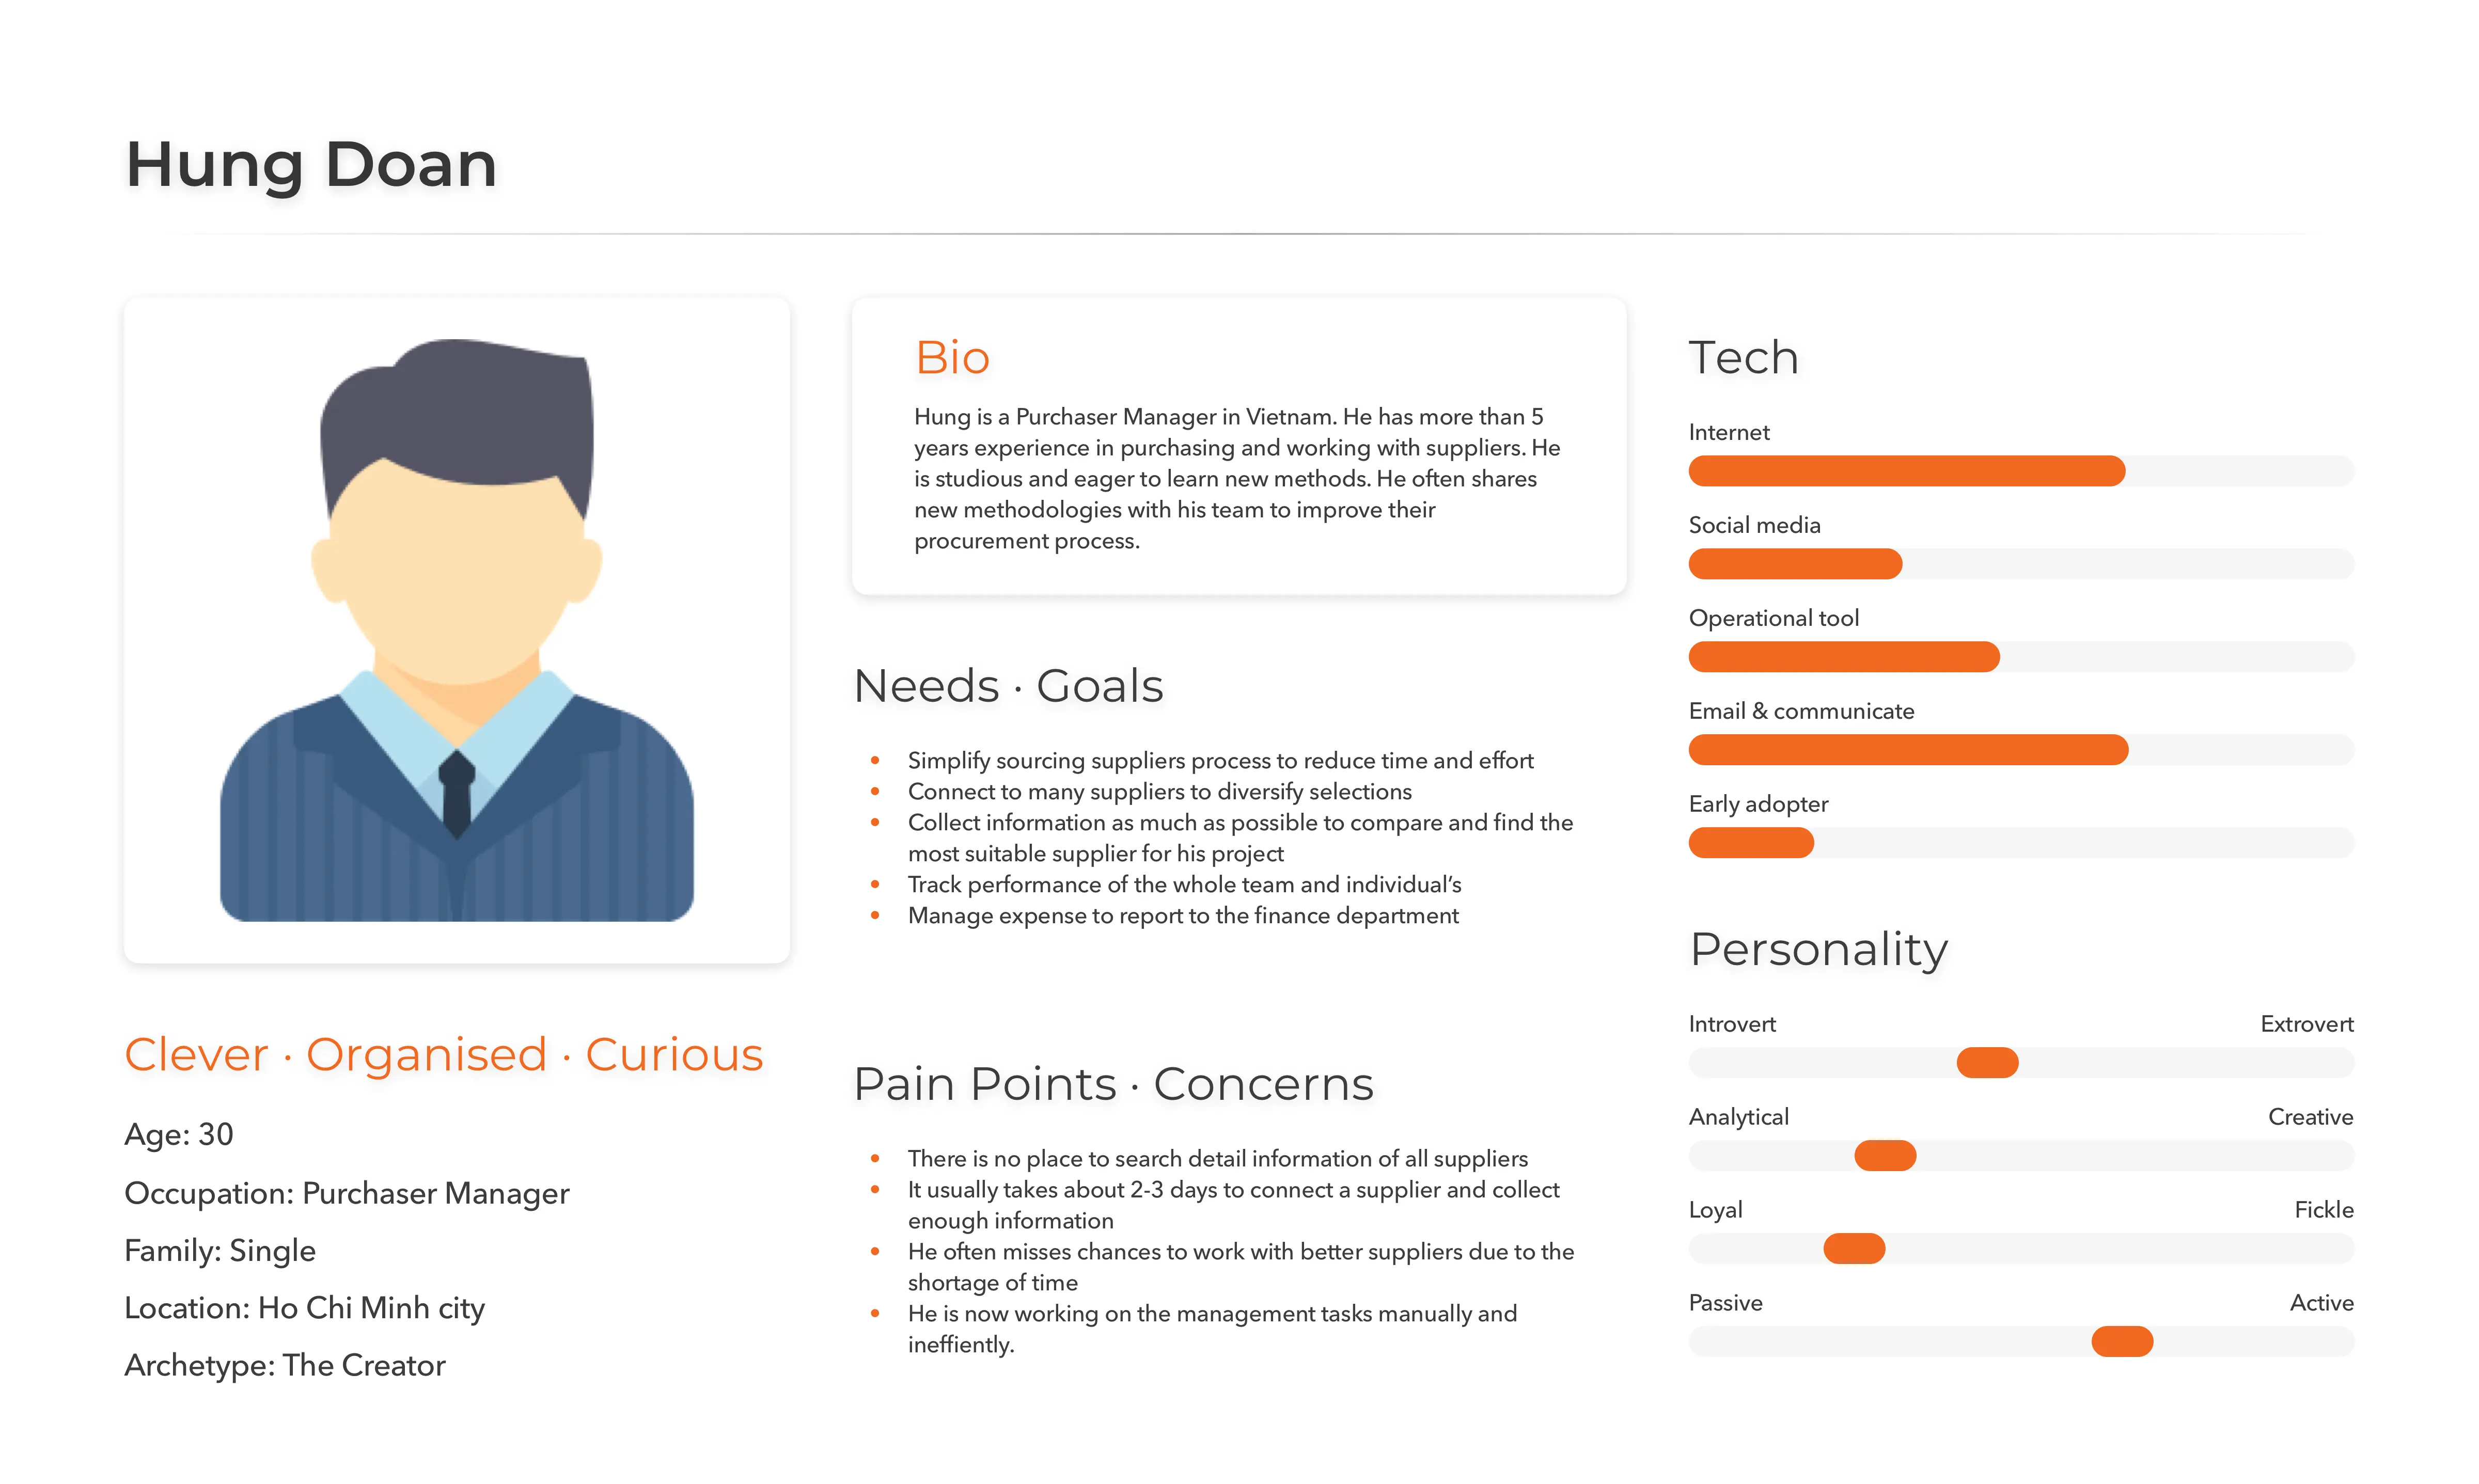 Hung Doan
Clever · Organised · Curious
Age: 30
Occupation: Purchaser Manager
Family: Single
Location: Ho Chi Minh city
Archetype: The Creator
Bio
Hung is a Purchaser Manager in Vietnam. He has more than 5
years experience in purchasing and working with suppliers. He
is studious and eager to learn new methods. He often shares
new methodologies with his team to improve their
procurement process.
Needs · Goals
• Simplify sourcing suppliers process to reduce time and effort
• Connect to many suppliers to diversify selections
• Collect information as much as possible to compare and find the
most suitable supplier for his project
• Track performance of the whole team and individual’s
• Manage expense to report to the finance department
Pain Points · Concerns
• There is no place to search detail information of all suppliers
• It usually takes about 2-3 days to connect a supplier and collect
enough information
• He often misses chances to work with better suppliers due to the
shortage of time
• He is now working on the management tasks manually and
ineffiently.
Tech
Internet
Social media
Operational tool
Email & communicate
Early adopter
Personality
Introvert Extrovert
Analytical Creative
Loyal Fickle
Passive Active